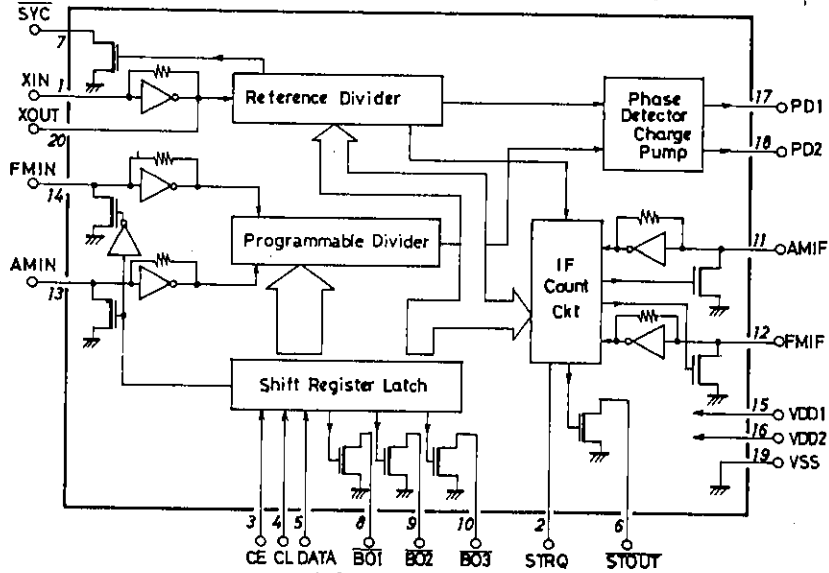 SYC
7
XIN
1
XOUT
20
Reference Divider
Phase
Detector
Charge
Pump
17
PD1
18
PD2
FMIN
14
Programmable Divider
AMIN
13
IF
Count
Ckt
11
AMIF
12
FMIF
Shift Register Latch
15
VDD1
16
VDD2
19
VSS
3
4
5
8
9
10
2
6
CE CL DATA BO1 BO2 BO3 STRQ STOUT